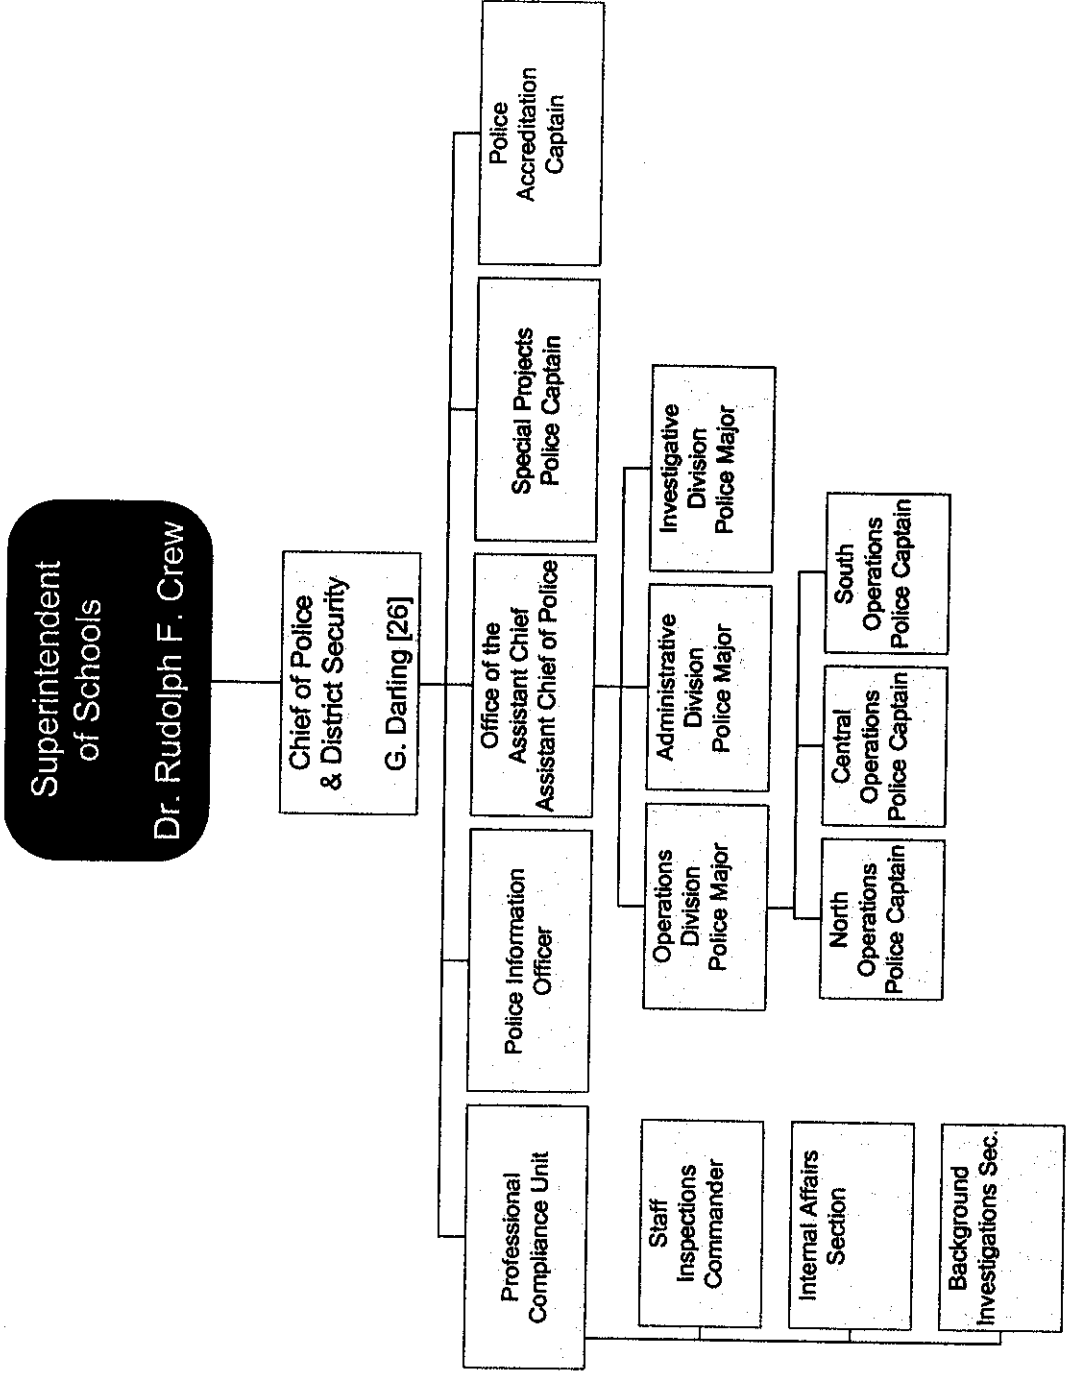 Superintendent
of Schools
Dr. Rudolph F. Crew
Chief of Police
& District Security
G. Darling [26]
Professional
Compliance Unit
Police Information
Officer
Office of the
Assistant Chief
Assistant Chief of Police
Special Projects
Police Captain
Police
Accreditation
Captain
Staff
Inspections
Commander
Internal Affairs
Section
Background
Investigations Sec.
Operations
Division
Police Major
Administrative
Division
Police Major
Investigative
Division
Police Major
North
Operations
Police Captain
Central
Operations
Police Captain
South
Operations
Police Captain